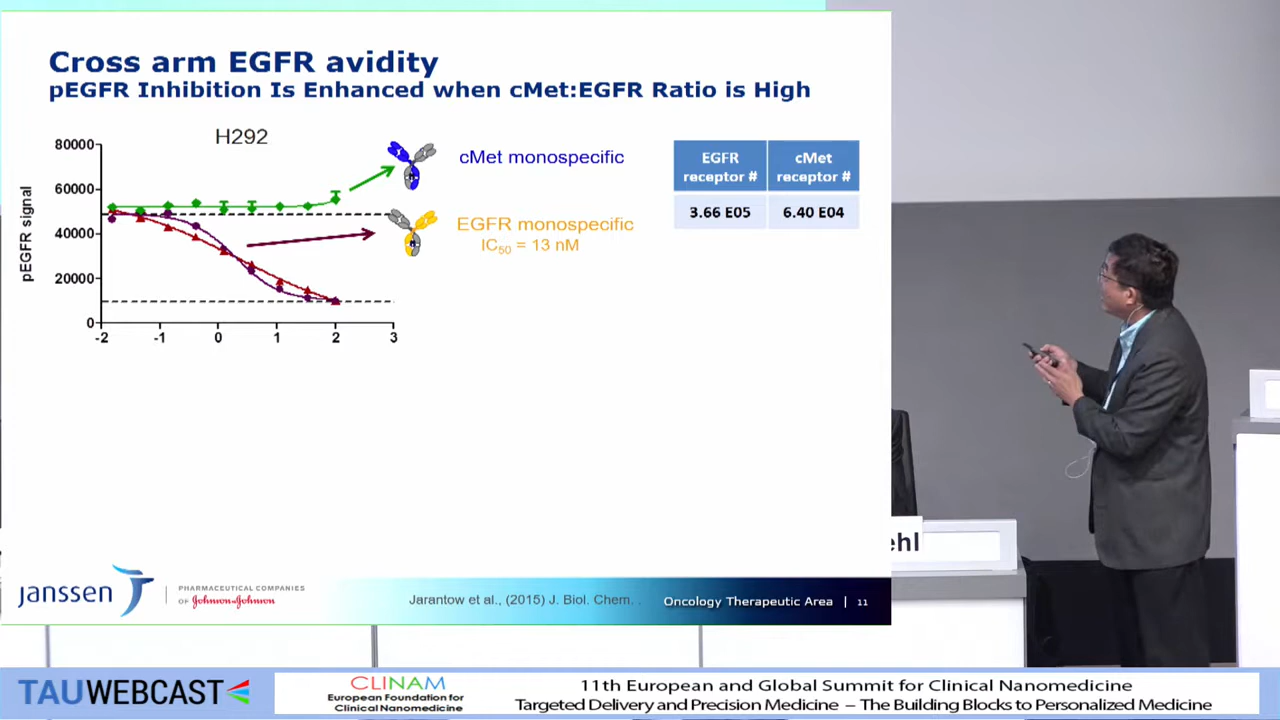 Cross arm EGFR avidity
pEGFR Inhibition Is Enhanced when cMet:EGFR Ratio is High
H292
80000
60000
40000
20000
0
pEGFR signal
-2 -1 0 1 2 3
cMet monospecific
EGFR monospecific
IC50 = 13 nM
EGFR receptor #
cMet receptor #
3.66 E05
6.40 E04
janssen
PHARMACEUTICAL COMPANIES
OF Johnson & Johnson
Jarantow et al., (2015) J. Biol. Chem. .
Oncology Therapeutic Area | 11
ehl
TAUWEBCAST
CLINAM
European Foundation for
Clinical Nanomedicine
11th European and Global Summit for Clinical Nanomedicine
Targeted Delivery and Precision Medicine – The Building Blocks to Personalized Medicine